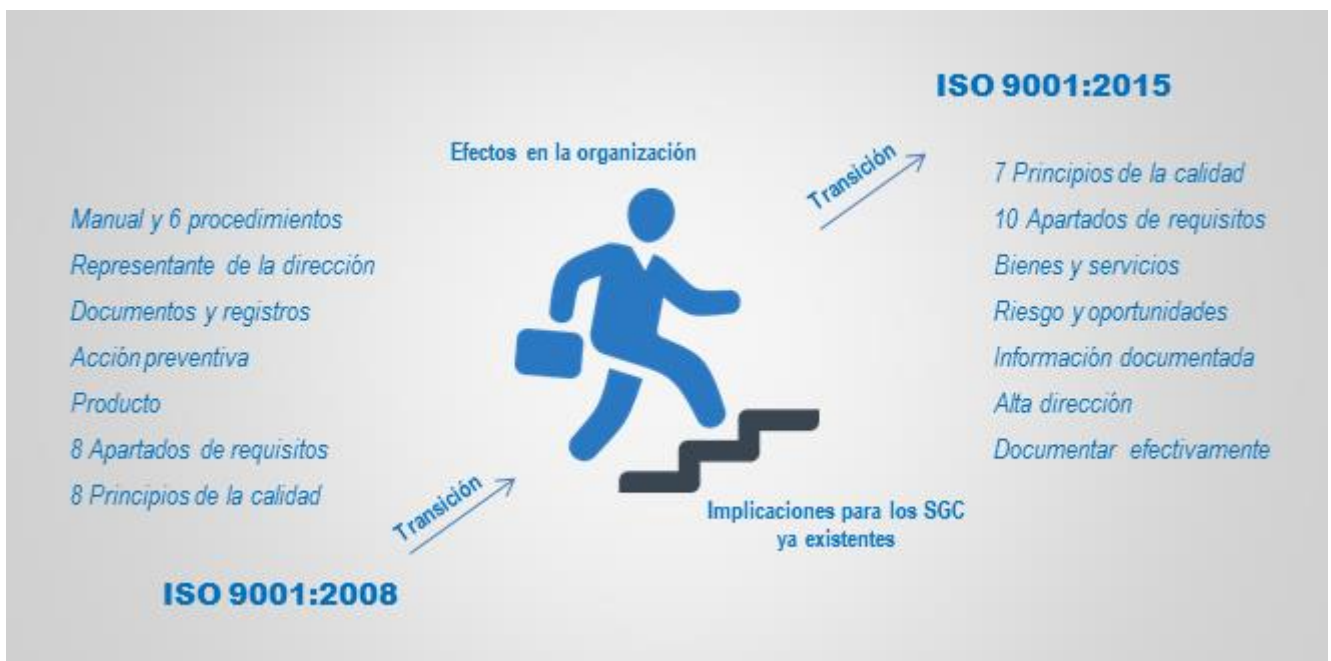 ISO 9001:2015
Efectos en la organización
Transición
7 Principios de la calidad
10 Apartados de requisitos
Bienes y servicios
Riesgo y oportunidades
Información documentada
Alta dirección
Documentar efectivamente
Manual y 6 procedimientos
Representante de la dirección
Documentos y registros
Acción preventiva
Producto
8 Apartados de requisitos
8 Principios de la calidad
Transición
Implicaciones para los SGC
ya existentes
ISO 9001:2008